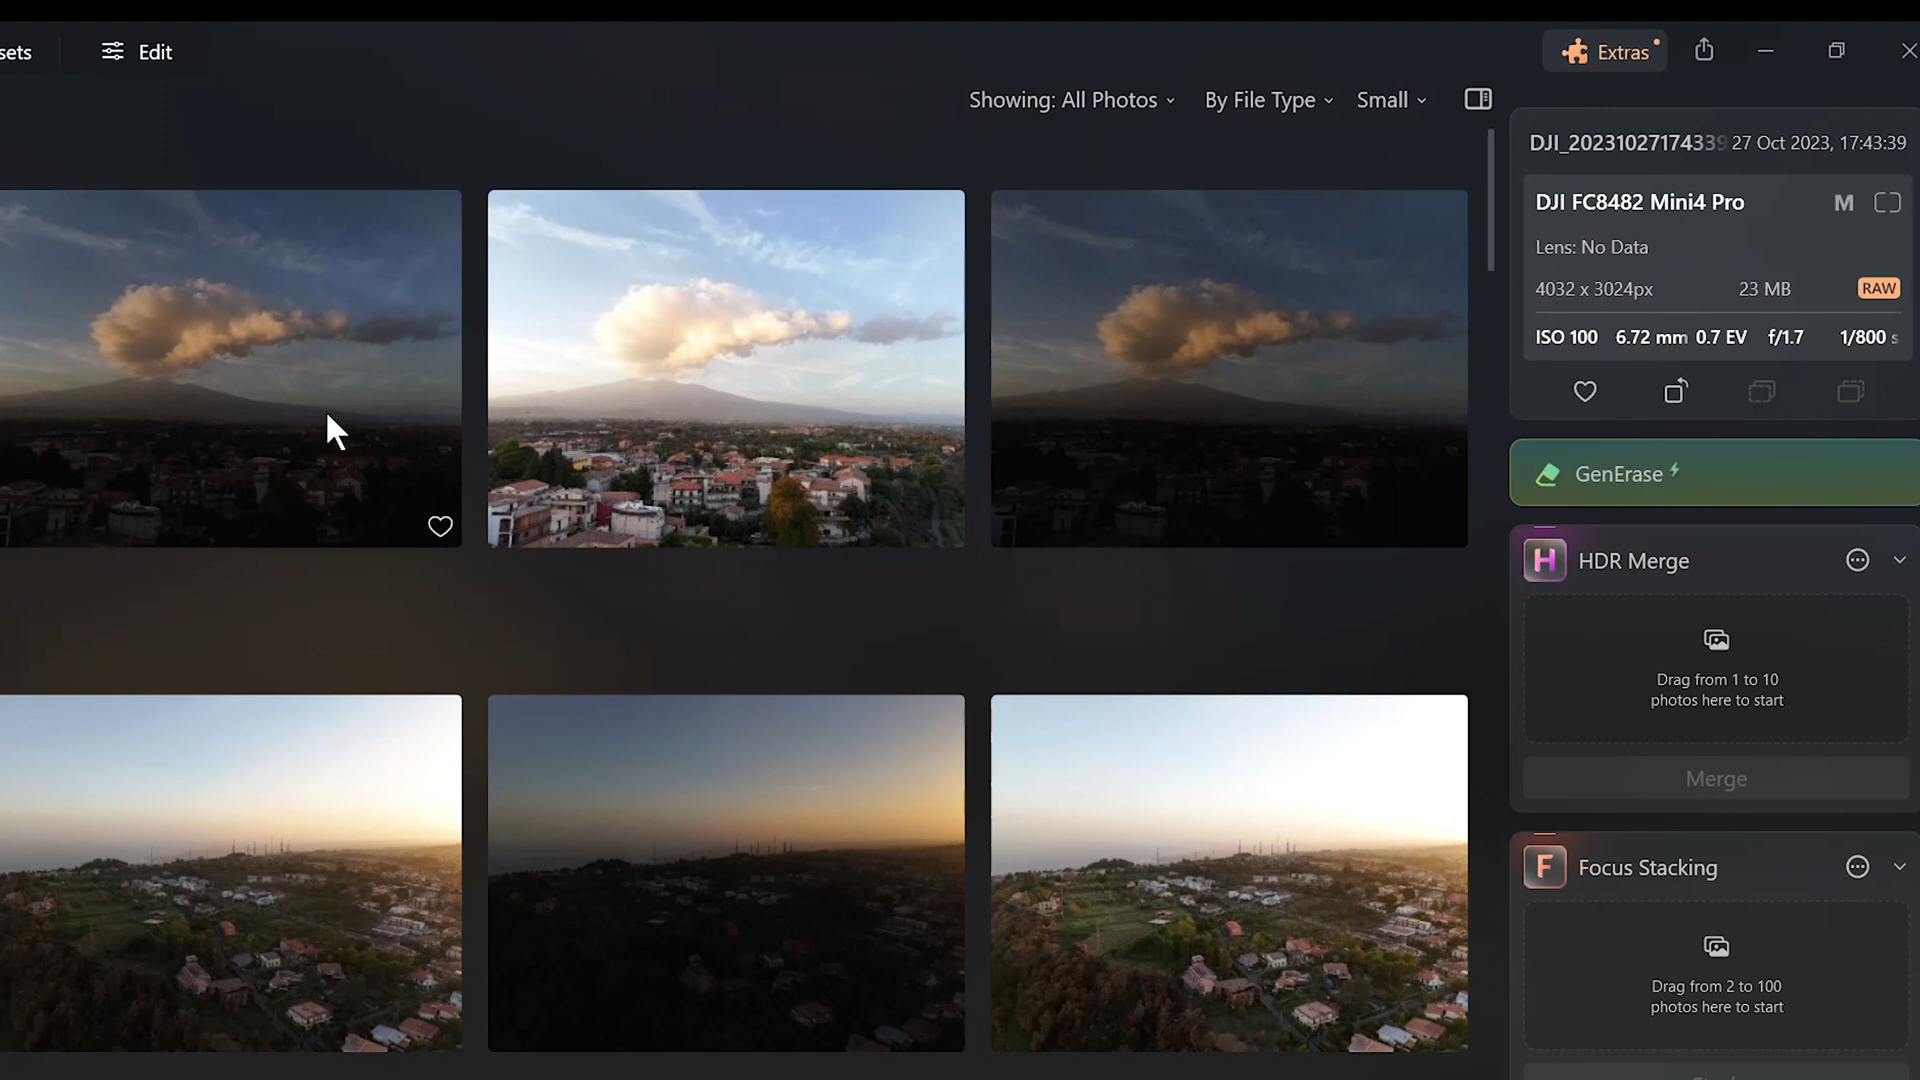 sets
Edit
Extras
Showing: All Photos
By File Type
Small
DJI_20231027174339
27 Oct 2023, 17:43:39
DJI FC8482 Mini4 Pro
M
Lens: No Data
4032 x 3024px
23 MB
RAW
ISO 100
6.72 mm
0.7 EV
f/1.7
1/800 s
GenErase
H
HDR Merge
Drag from 1 to 10
photos here to start
Merge
F
Focus Stacking
Drag from 2 to 100
photos here to start